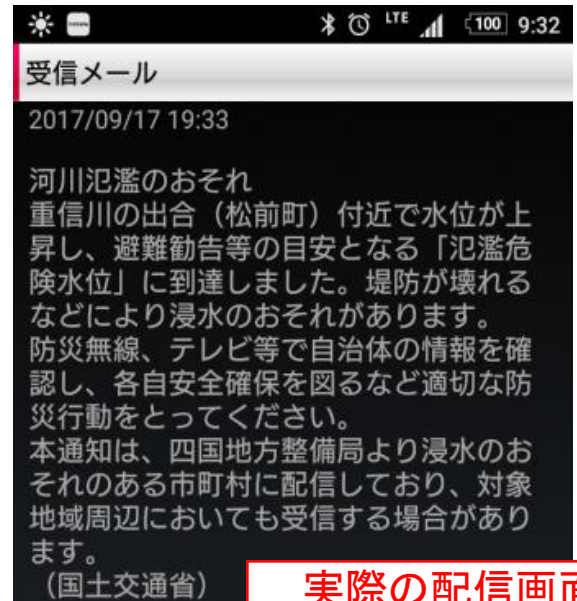 LTE 100 9:32
受信メール
2017/09/17 19:33
河川氾濫のおそれ
重信川の出合（松前町）付近で水位が上
昇し、避難勧告等の目安となる「氾濫危
険水位」に到達しました。堤防が壊れる
などにより浸水のおそれがあります。
防災無線、テレビ等で自治体の情報を確
認し、各自安全確保を図るなど適切な防
災行動をとってください。
本通知は、四国地方整備局より浸水のお
それのある市町村に配信しており、対象
地域周辺においても受信する場合があり
ます。
（国土交通省）
実際の配信画面